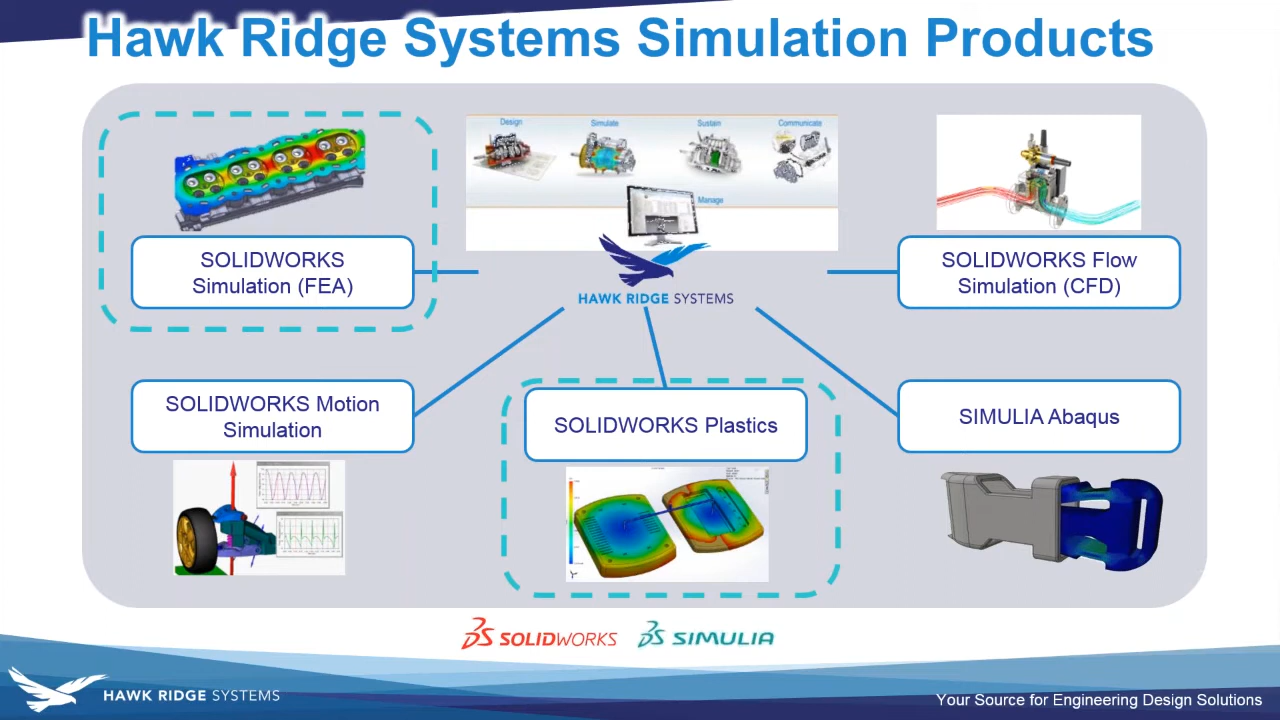 Hawk Ridge Systems Simulation Products
Design
Simulate
Sustain
Communicate
Manage
SOLIDWORKS
Simulation (FEA)
HAWK RIDGE SYSTEMS
SOLIDWORKS Flow
Simulation (CFD)
SOLIDWORKS Motion
Simulation
SOLIDWORKS Plastics
SIMULIA Abaqus
SOLIDWORKS
SIMULIA
HAWK RIDGE SYSTEMS
Your Source for Engineering Design Solutions